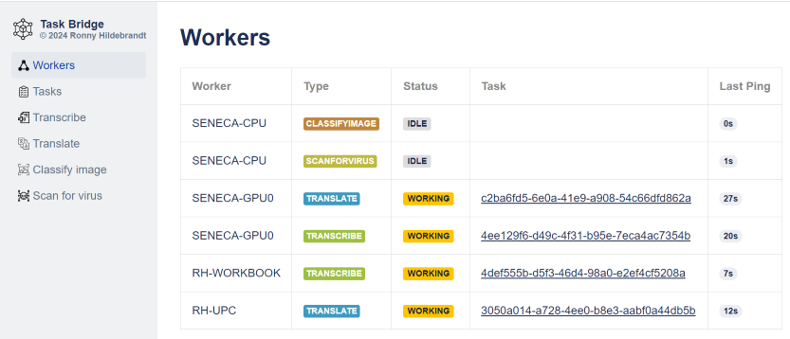 Task Bridge
© 2024 Ronny Hildebrandt
Workers
Tasks
Transcribe
Translate
Classify image
Scan for virus
Workers
Worker Type Status Task Last Ping
SENECA-CPU CLASSIFYIMAGE IDLE 0s
SENECA-CPU SCANFORVIRUS IDLE 1s
SENECA-GPU0 TRANSLATE WORKING c2ba6fd5-6e0a-41e9-a908-54c66dfd862a 27s
SENECA-GPU0 TRANSCRIBE WORKING 4ee129f6-d49c-4f31-b95e-7eca4ac7354b 20s
RH-WORKBOOK TRANSCRIBE WORKING 4def555b-d5f3-46d4-98a0-e2ef4cf5208a 7s
RH-UPC TRANSLATE WORKING 3050a014-a728-4ee0-b8e3-aabf0a44db5b 12s